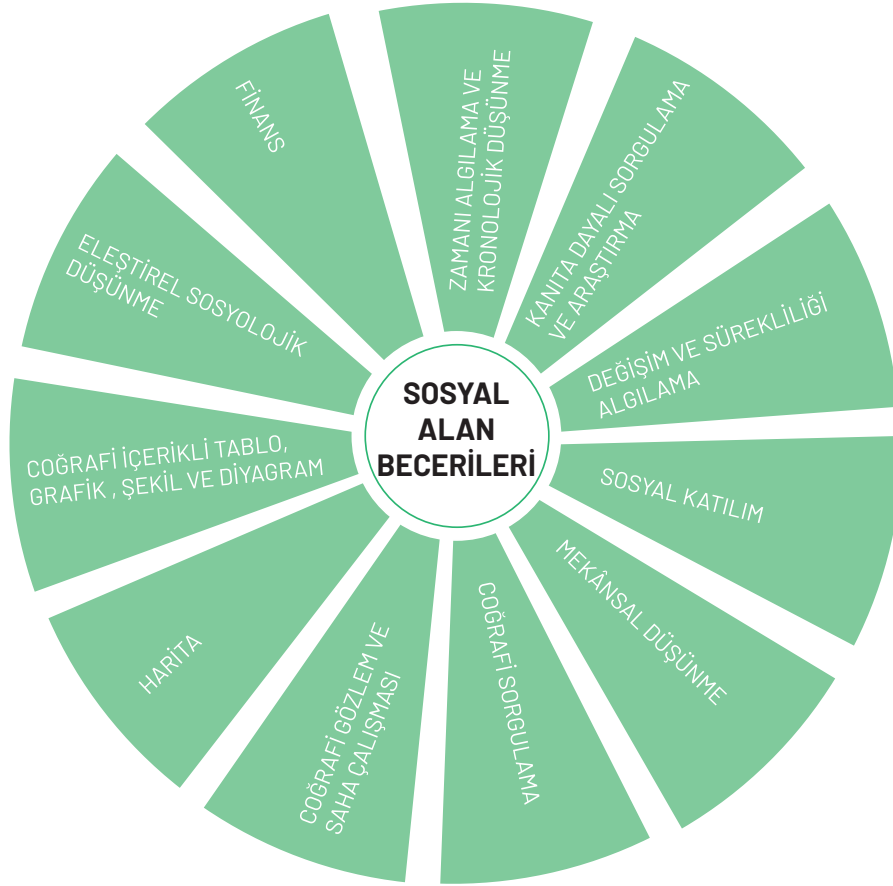 SOSYAL
ALAN
BECERİLERİ
ZAMANI ALGILAMA VE
KRONOLOJİK DÜŞÜNME
KANITA DAYALI SORGULAMA
VE ARAŞTIRMA
DEĞİŞİM VE SÜREKLİLİĞİ
ALGILAMA
SOSYAL KATILIM
MEKÂNSAL DÜŞÜNME
COĞRAFİ SORGULAMA
COĞRAFİ GÖZLEM VE
SAHA ÇALIŞMASI
HARİTA
COĞRAFİ İÇERİKLİ TABLO,
GRAFİK , ŞEKİL VE DİYAGRAM
ELEŞTİREL SOSYOLOJİK
DÜŞÜNME
FİNANS